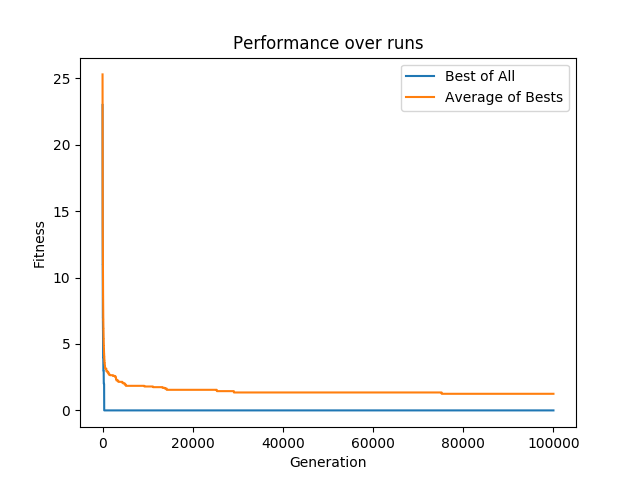 Performance over runs
Best of All
Average of Bests
25
20
15
10
5
0
Fitness
0 20000 40000 60000 80000 100000
Generation